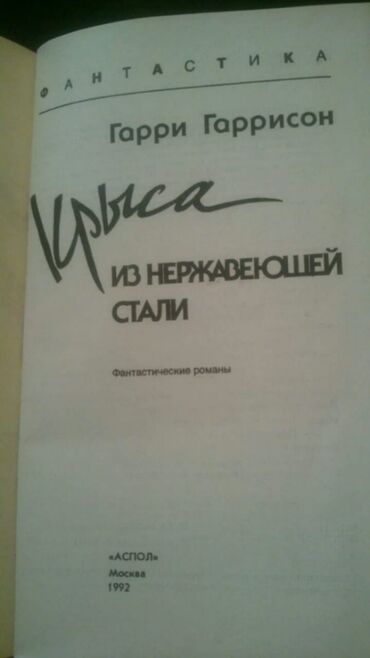 ФАНТАСТИКА
Гарри Гаррисон
Крыса
ИЗ НЕРЖАВЕЮЩЕЙ
СТАЛИ
Фантастические романы
«АСПОЛ»
Москва
1992